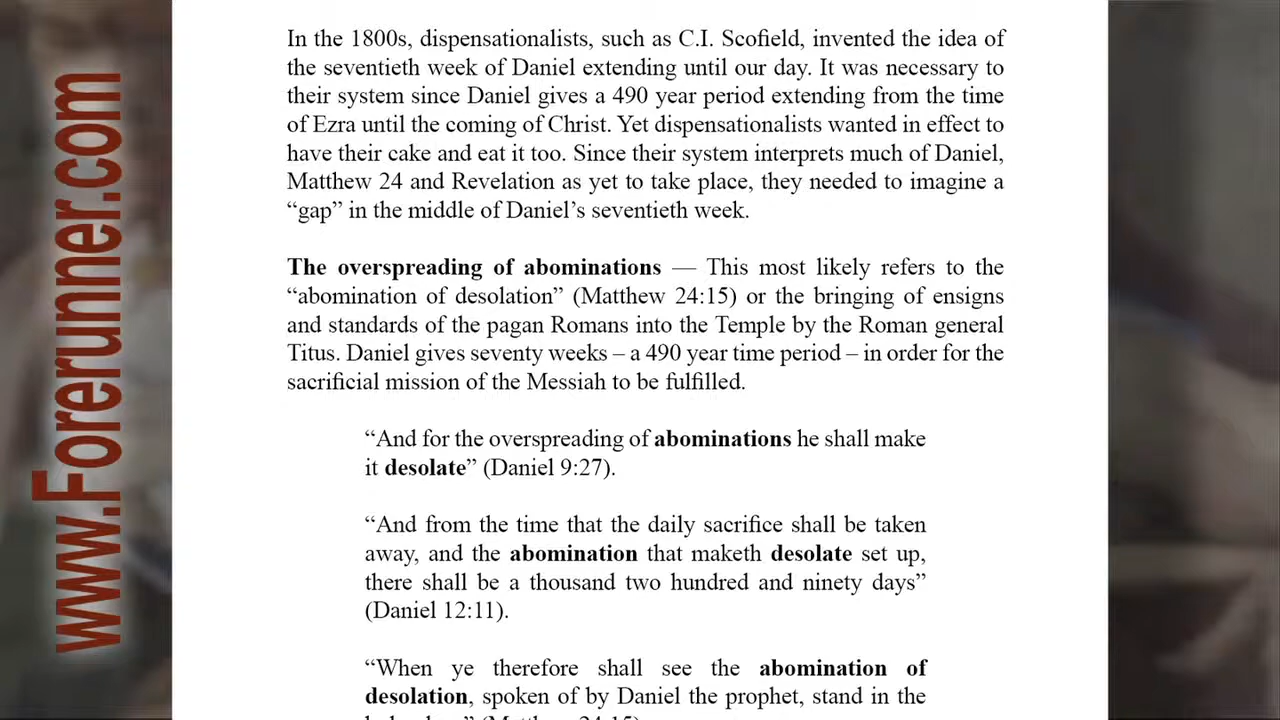 www.Forerunner.com
In the 1800s, dispensationalists, such as C.I. Scofield, invented the idea of
the seventieth week of Daniel extending until our day. It was necessary to
their system since Daniel gives a 490 year period extending from the time
of Ezra until the coming of Christ. Yet dispensationalists wanted in effect to
have their cake and eat it too. Since their system interprets much of Daniel,
Matthew 24 and Revelation as yet to take place, they needed to imagine a
“gap” in the middle of Daniel’s seventieth week.
The overspreading of abominations — This most likely refers to the
“abomination of desolation” (Matthew 24:15) or the bringing of ensigns
and standards of the pagan Romans into the Temple by the Roman general
Titus. Daniel gives seventy weeks – a 490 year time period – in order for the
sacrificial mission of the Messiah to be fulfilled.
“And for the overspreading of abominations he shall make
it desolate” (Daniel 9:27).
“And from the time that the daily sacrifice shall be taken
away, and the abomination that maketh desolate set up,
there shall be a thousand two hundred and ninety days”
(Daniel 12:11).
“When ye therefore shall see the abomination of
desolation, spoken of by Daniel the prophet, stand in the